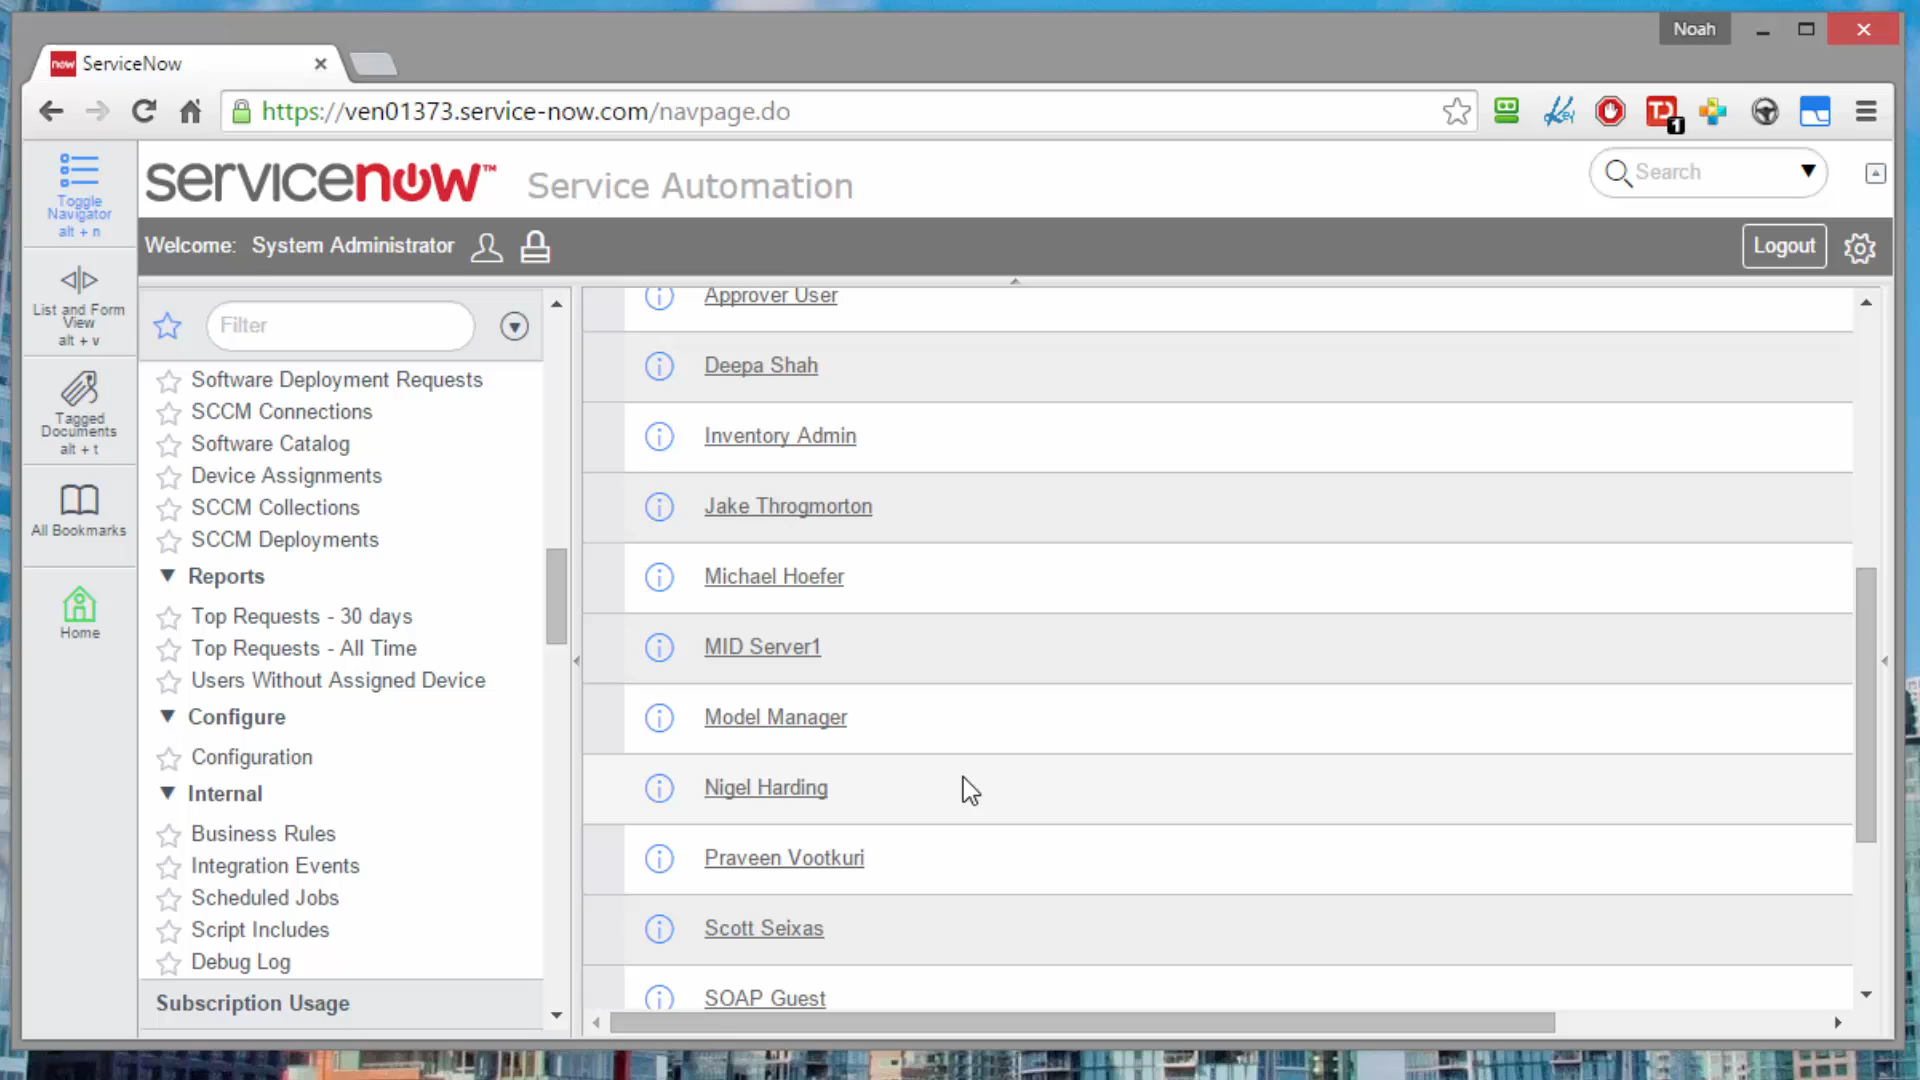 Noah
now ServiceNow
https://ven01373.service-now.com/navpage.do
1
Toggle
Navigator
alt + n
List and Form
View
alt + v
Tagged
Documents
alt + t
All Bookmarks
Home
servicenow™ Service Automation
Search
Welcome: System Administrator
Logout
Filter
Software Deployment Requests
SCCM Connections
Software Catalog
Device Assignments
SCCM Collections
SCCM Deployments
Reports
Top Requests - 30 days
Top Requests - All Time
Users Without Assigned Device
Configure
Configuration
Internal
Business Rules
Integration Events
Scheduled Jobs
Script Includes
Debug Log
Subscription Usage
Approver User
Deepa Shah
Inventory Admin
Jake Throgmorton
Michael Hoefer
MID Server1
Model Manager
Nigel Harding
Praveen Vootkuri
Scott Seixas
SOAP Guest